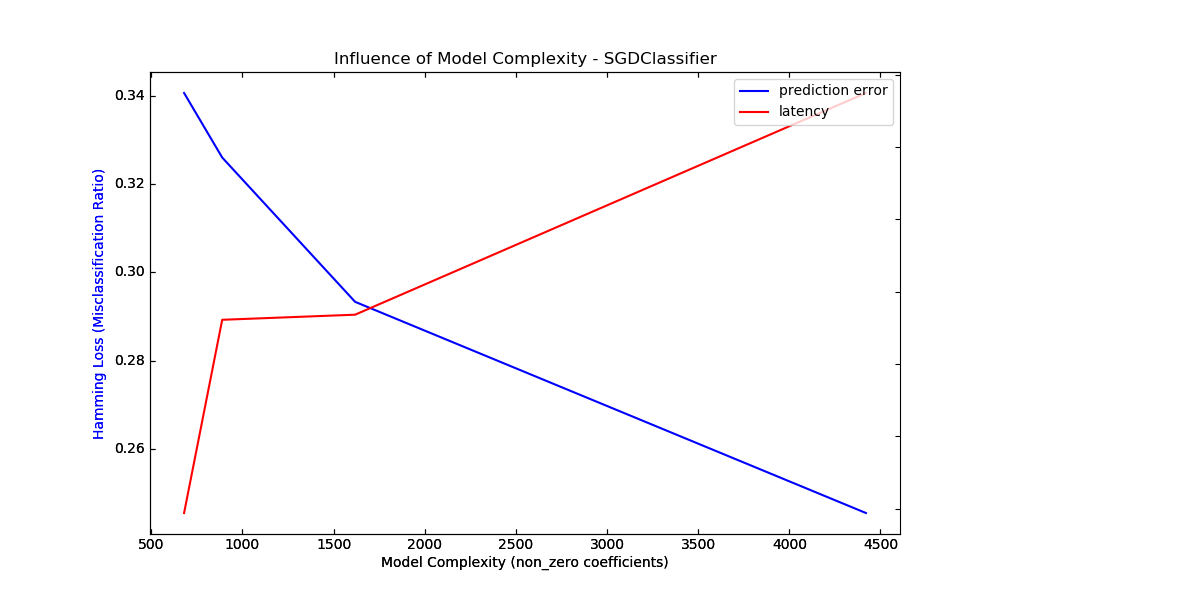 Influence of Model Complexity - SGDClassifier
prediction error
latency
0.34
0.32
0.30
0.28
0.26
Hamming Loss (Misclassification Ratio)
500 1000 1500 2000 2500 3000 3500 4000 4500
Model Complexity (non_zero coefficients)